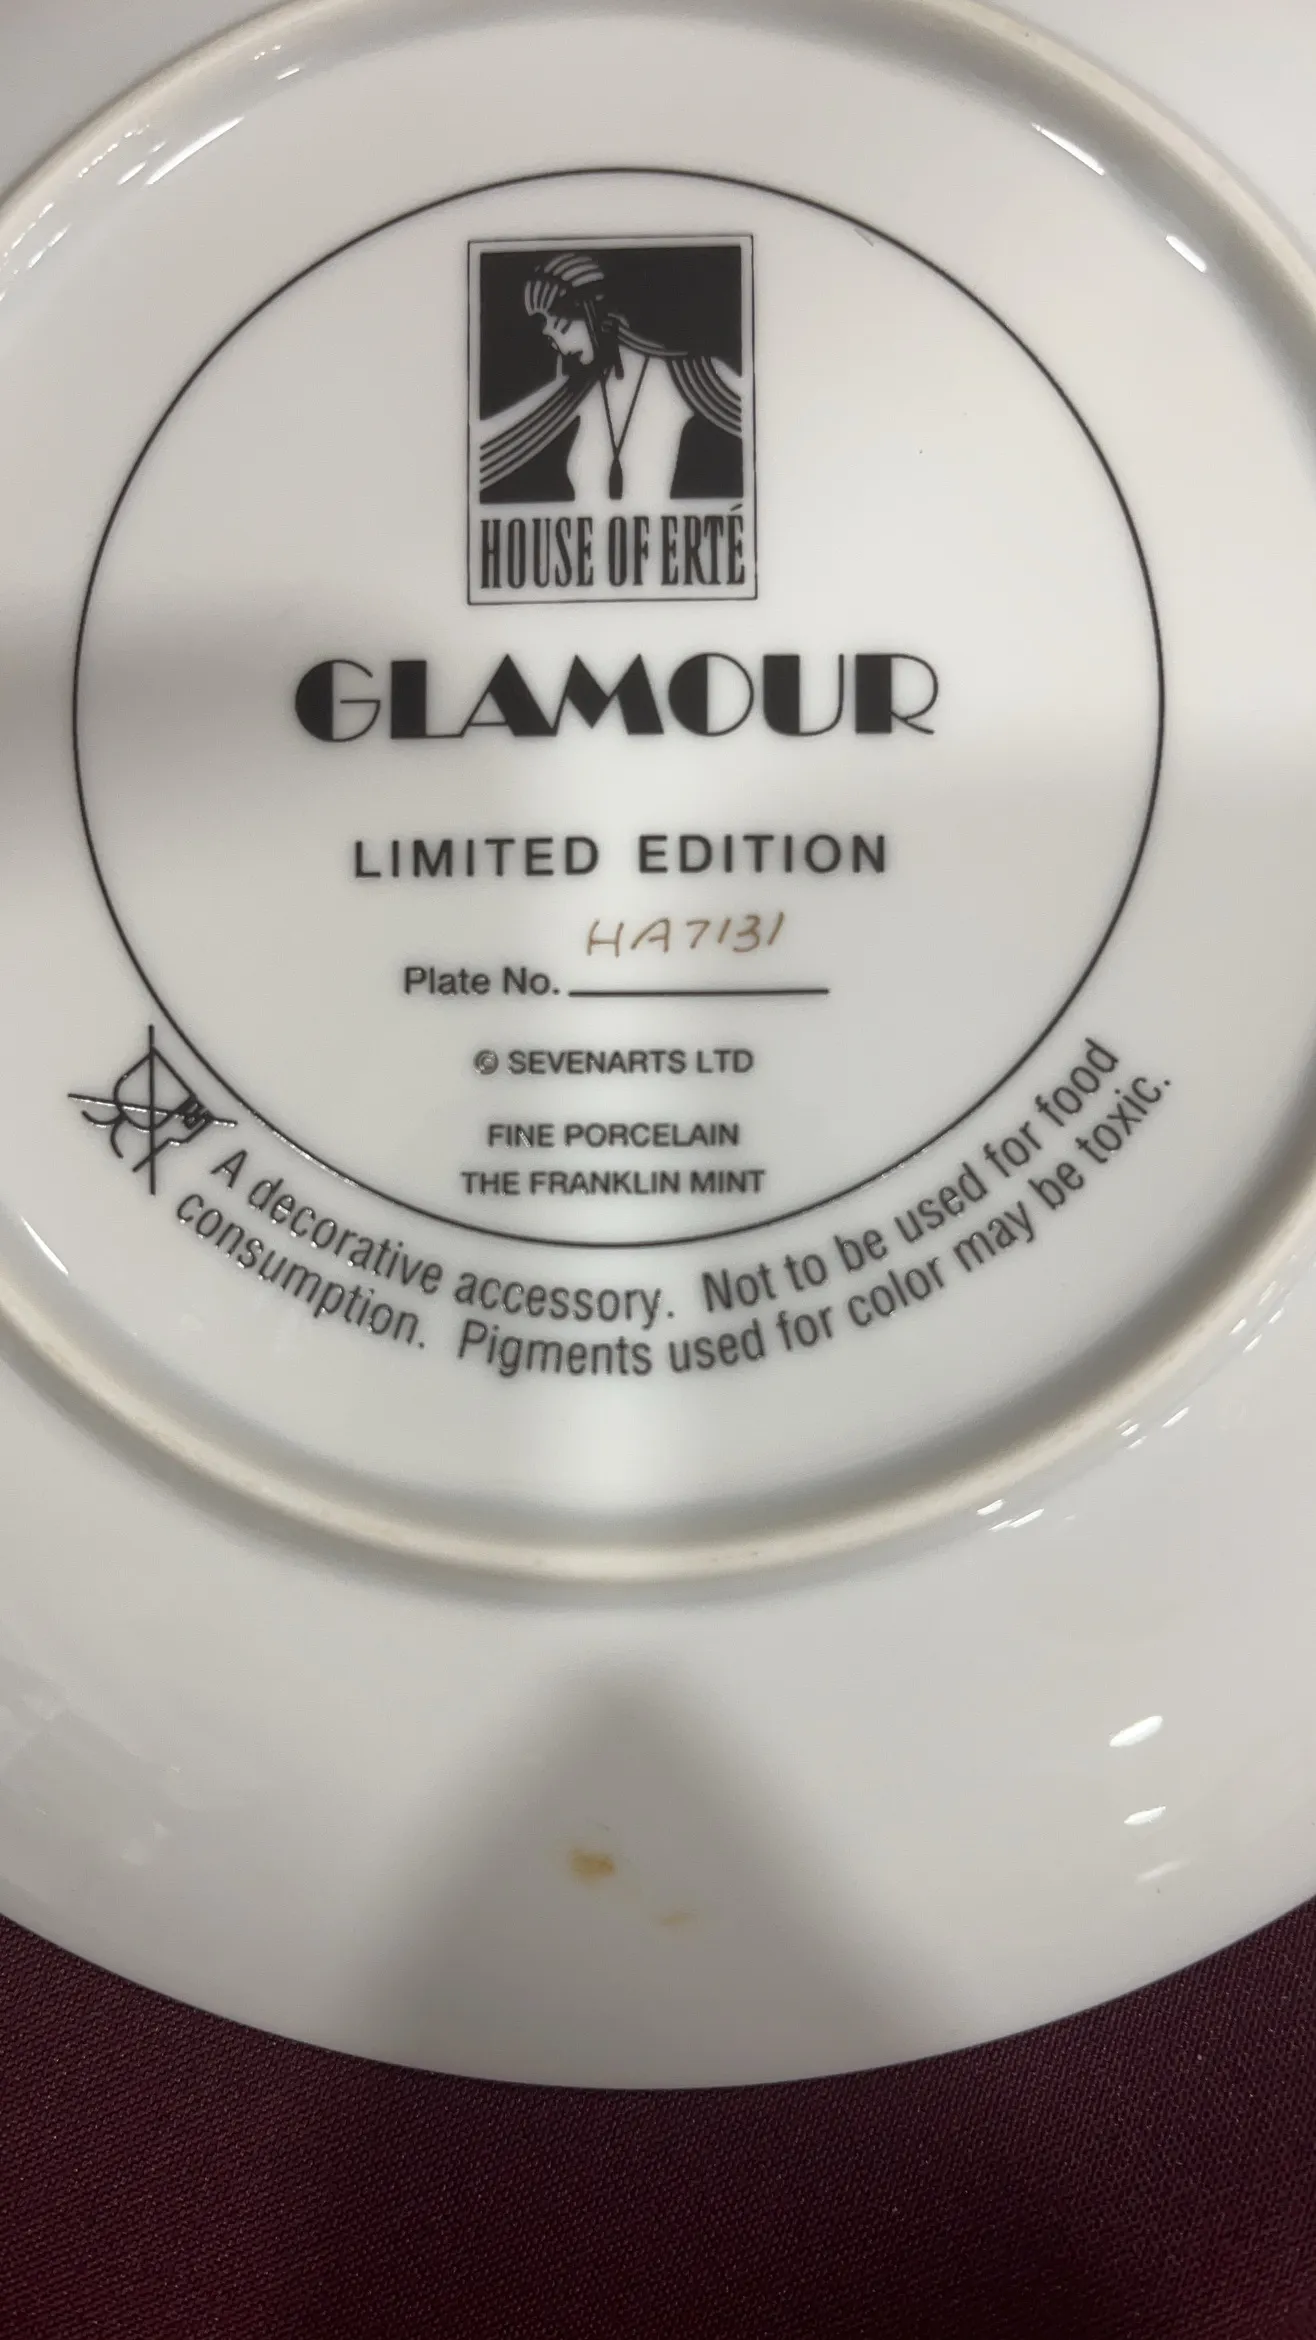 HOUSE OF ERTÉ
GLAMOUR
LIMITED EDITION
HA7131
Plate No.
© SEVENARTS LTD
FINE PORCELAIN
THE FRANKLIN MINT
A decorative accessory. Not to be used for food
consumption. Pigments used for color may be toxic.